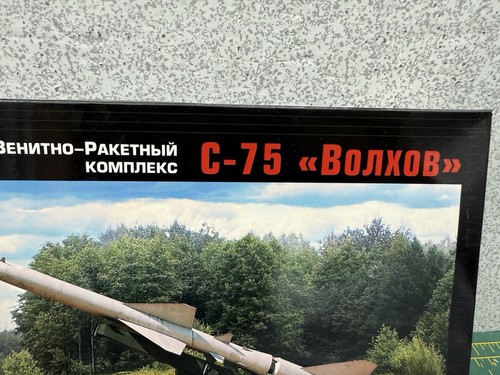 Зенитно-Ракетный
комплекс С-75 «Волхов»